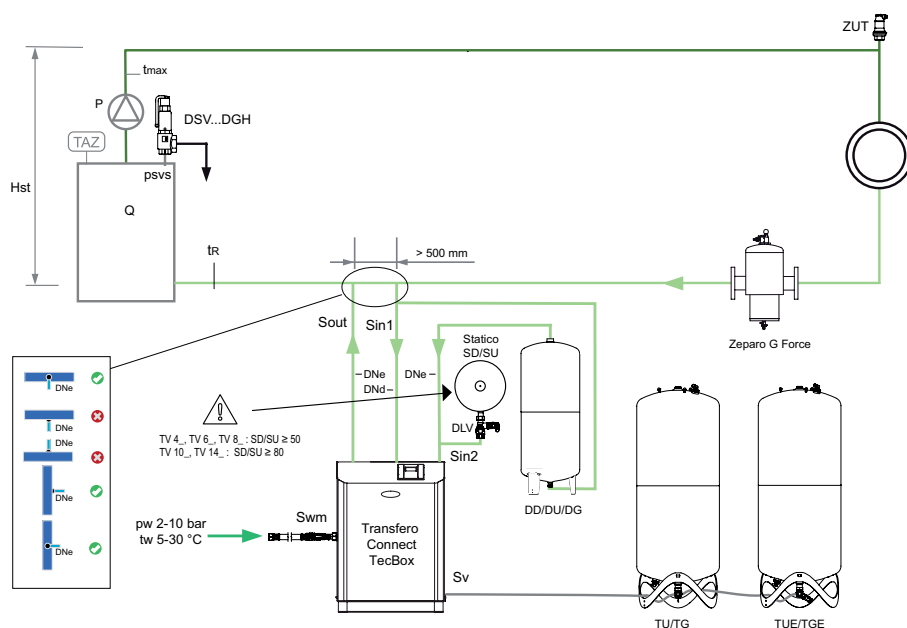 ZUT
tmax
P
DSV...DGH
TAZ
psvs
Hst
Q
tR
> 500 mm
Zeparo G Force
Sout
Sin1
Statico
SD/SU
DNe
DNe
DNd
DNe
DNe
DLV
TV 4_, TV 6_, TV 8_ : SD/SU ≥ 50
TV 10_, TV 14_ : SD/SU ≥ 80
Sin2
DNe
DNe
DD/DU/DG
pw 2-10 bar
tw 5-30 °C
Swm
Transfero
Connect
TecBox
DNe
Sv
TU/TG
TUE/TGE